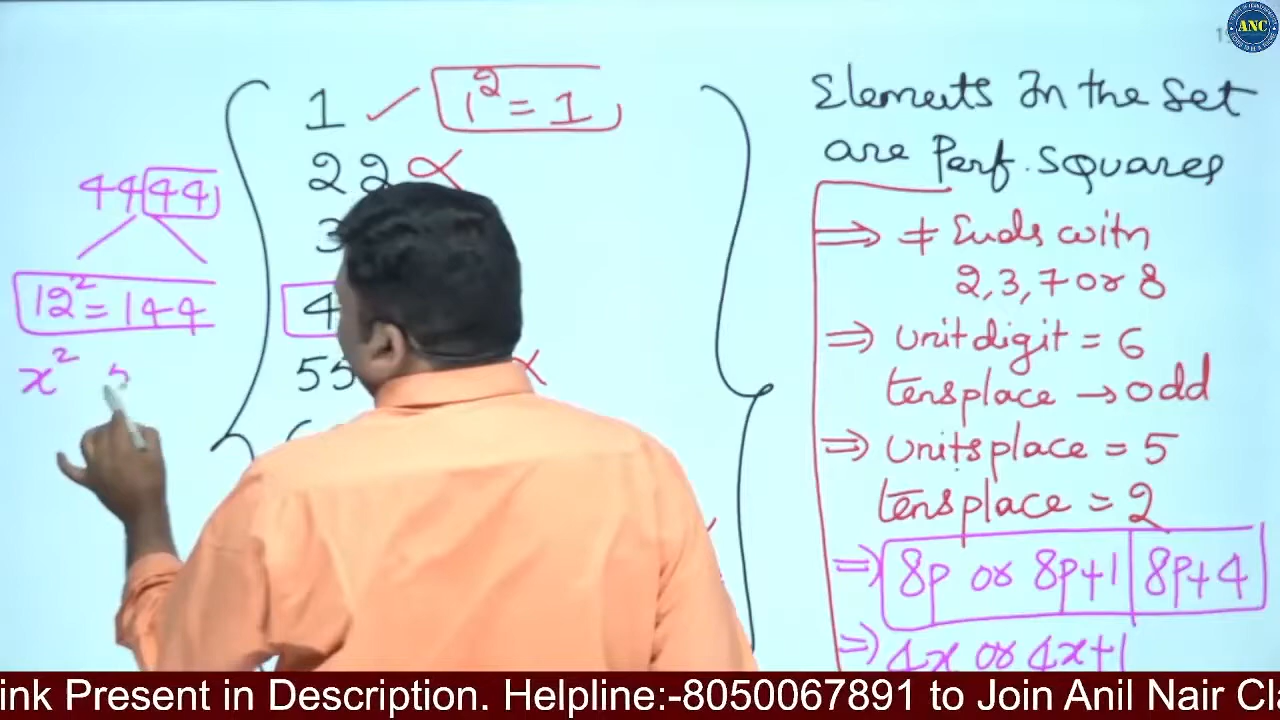 ANC
1
1² = 1
22
44 44
12² = 144
x²
3
4
55
Elements In the Set
are Perf. Squares
⇒ ≠ Ends with
2, 3, 7 or 8
⇒ unit digit = 6
tens place → odd
⇒ units place = 5
tens place = 2
⇒ 8p or 8p+1 | 8p+4
⇒ 4x or 4x+1
ink Present in Description. Helpline:-8050067891 to Join Anil Nair Cla